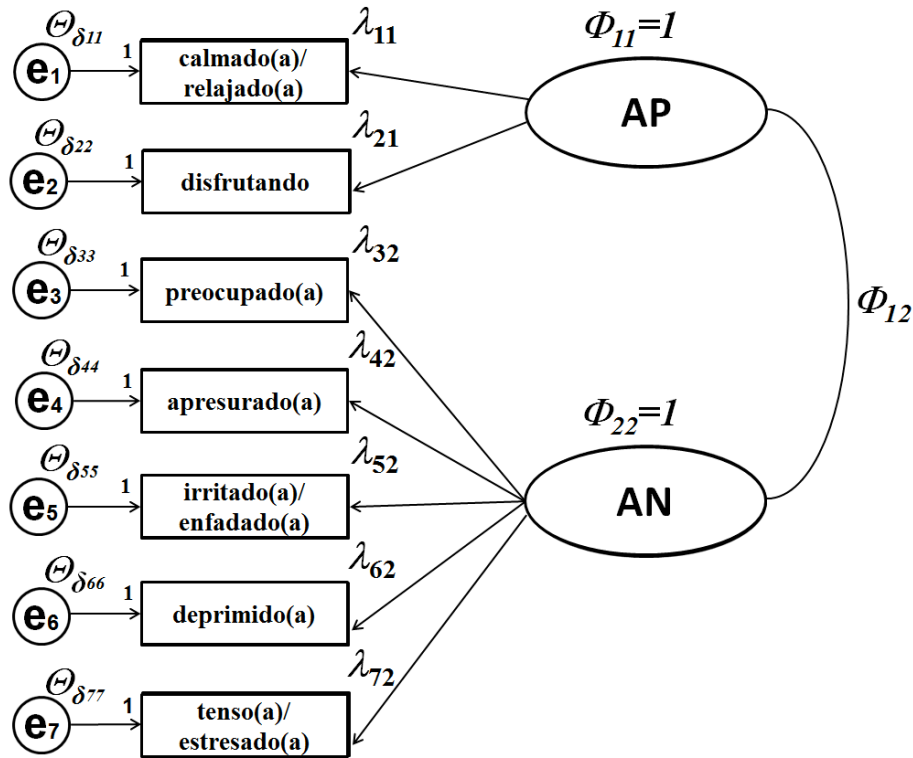 Θδ11
e1
1
calmado(a)/
relajado(a)
λ11
Φ11=1
AP
Θδ22
e2
1
disfrutando
λ21
Θδ33
e3
1
preocupado(a)
λ32
Φ12
Θδ44
e4
1
apresurado(a)
λ42
Φ22=1
AN
Θδ55
e5
1
irritado(a)/
enfadado(a)
λ52
Θδ66
e6
1
deprimido(a)
λ62
Θδ77
e7
1
tenso(a)/
estresado(a)
λ72